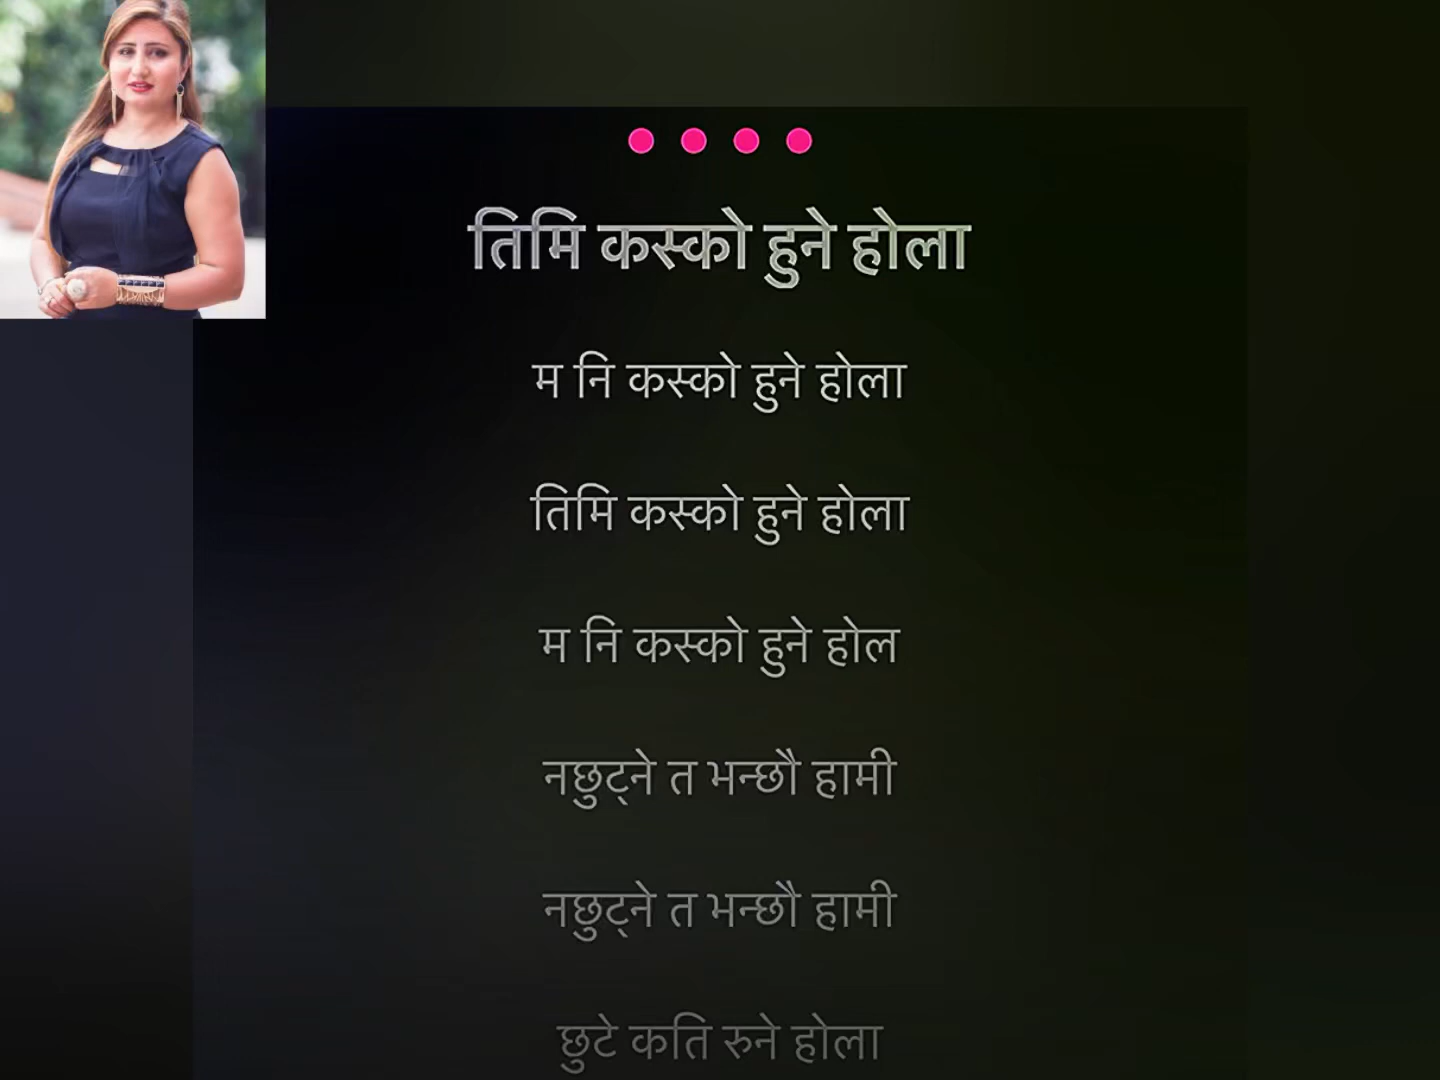 तिमि कस्को हुने होला
म नि कस्को हुने होला
तिमि कस्को हुने होला
म नि कस्को हुने होल
नछुट्ने त भन्छौ हामी
नछुट्ने त भन्छौ हामी
छुटे कति रुने होला